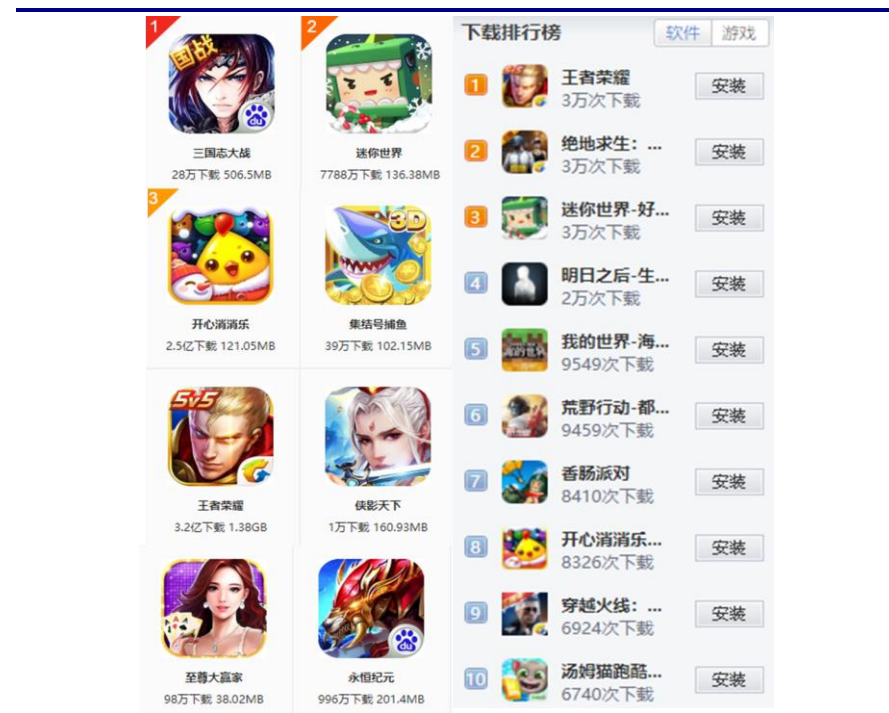 1
国战
du
三国志大战
28万下载 506.5MB
2
迷你世界
7788万下载 136.38MB
3
开心消消乐
2.5亿下载 121.05MB
3D
集结号捕鱼
39万下载 102.15MB
5v5
王者荣耀
3.2亿下载 1.38GB
侠影天下
1万下载 160.93MB
至尊大赢家
98万下载 38.02MB
du
永恒纪元
996万下载 201.4MB
下载排行榜
软件 游戏
1 王者荣耀 安装
3万次下载
2 绝地求生：... 安装
3万次下载
3 迷你世界-好... 安装
3万次下载
4 明日之后-生... 安装
2万次下载
5 我的世界-海... 安装
9549次下载
6 荒野行动-都... 安装
9459次下载
7 香肠派对 安装
8410次下载
8 开心消消乐... 安装
8326次下载
9 穿越火线：... 安装
6924次下载
10 汤姆猫跑酷... 安装
6740次下载